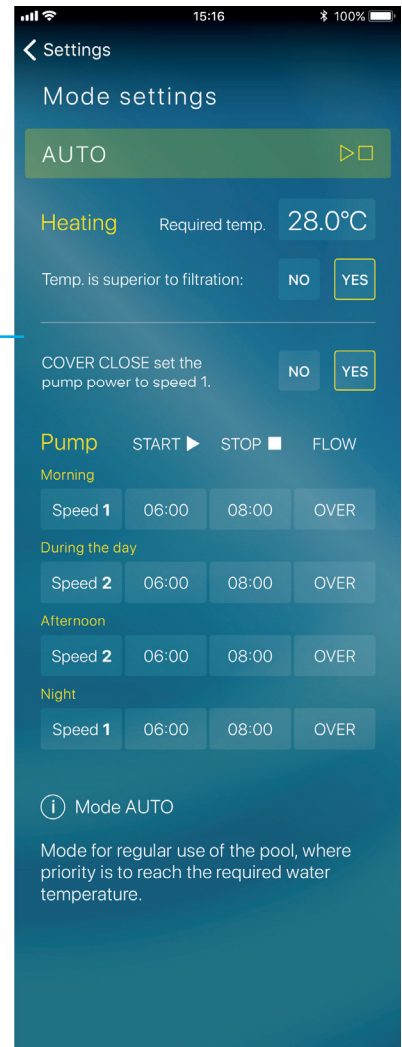 15:16 100%
Settings
Mode settings
AUTO
Heating Required temp. 28.0°C
Temp. is superior to filtration: NO YES
COVER CLOSE set the
pump power to speed 1. NO YES
Pump START STOP FLOW
Morning
Speed 1 06:00 08:00 OVER
During the day
Speed 2 06:00 08:00 OVER
Afternoon
Speed 2 06:00 08:00 OVER
Night
Speed 1 06:00 08:00 OVER
i Mode AUTO
Mode for regular use of the pool, where
priority is to reach the required water
temperature.